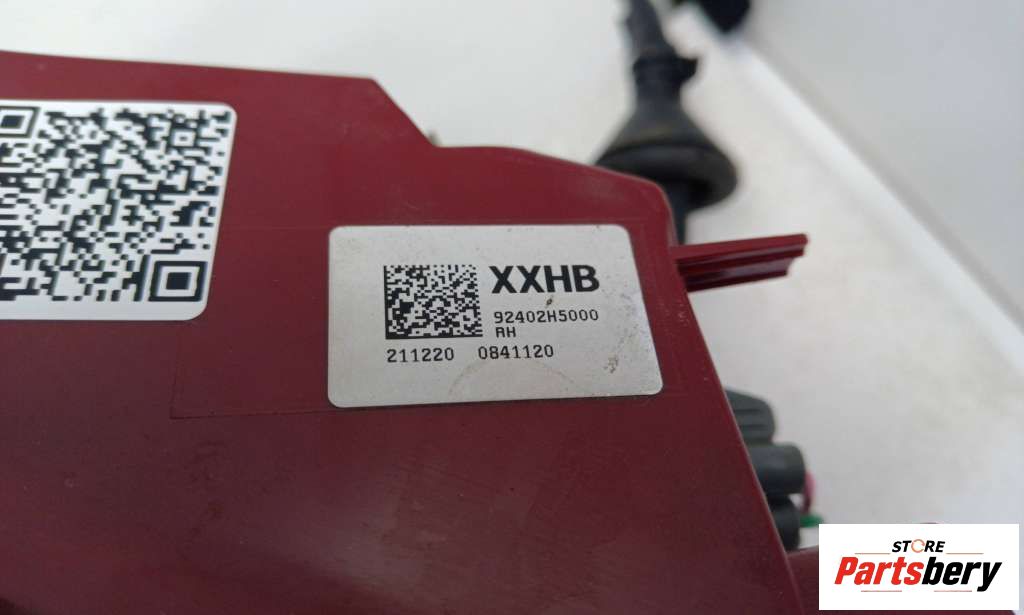 XXHB
92402H5000
RH
211220 0841120
STORE
Partsbery